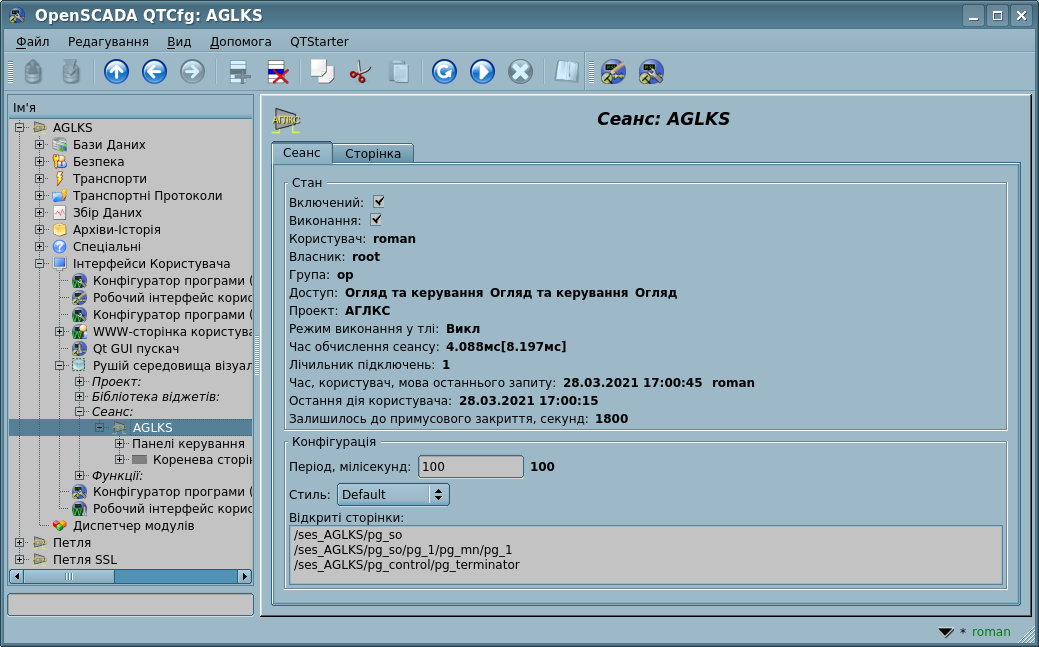 OpenSCADA QTCfg: AGLKS
Файл Редагування Вид Допомога QTStarter
Ім'я
AGLKS
Бази Даних
Безпека
Транспорти
Транспортні Протоколи
Збір Даних
Архіви-Історія
Спеціальні
Інтерфейси Користувача
Конфігуратор програми (
Робочий інтерфейс корис
Конфігуратор програми (
WWW-сторінка користува
Qt GUI пускач
Рушій середовища візуал
Проект:
Бібліотека віджетів:
Сеанс:
AGLKS
Панелі керування
Коренева сторін
Функції:
Конфігуратор програми (
Робочий інтерфейс корис
Диспетчер модулів
Петля
Петля SSL
АГЛКС
Сеанс: AGLKS
Сеанс Сторінка
Стан
Включений:
Виконання:
Користувач: roman
Власник: root
Група: op
Доступ: Огляд та керування Огляд та керування Огляд
Проект: АГЛКС
Режим виконання у тлі: Викл
Час обчислення сеансу: 4.088мс[8.197мс]
Лічильник підключень: 1
Час, користувач, мова останнього запиту: 28.03.2021 17:00:45 roman
Остання дія користувача: 28.03.2021 17:00:15
Залишилось до примусового закриття, секунд: 1800
Конфігурація
Період, мілісекунд: 100 100
Стиль: Default
Відкриті сторінки:
/ses_AGLKS/pg_so
/ses_AGLKS/pg_so/pg_1/pg_mn/pg_1
/ses_AGLKS/pg_control/pg_terminator
* roman